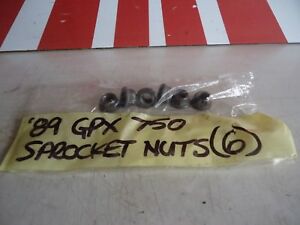 '89 GPX 750
SPROCKET NUTS (6)